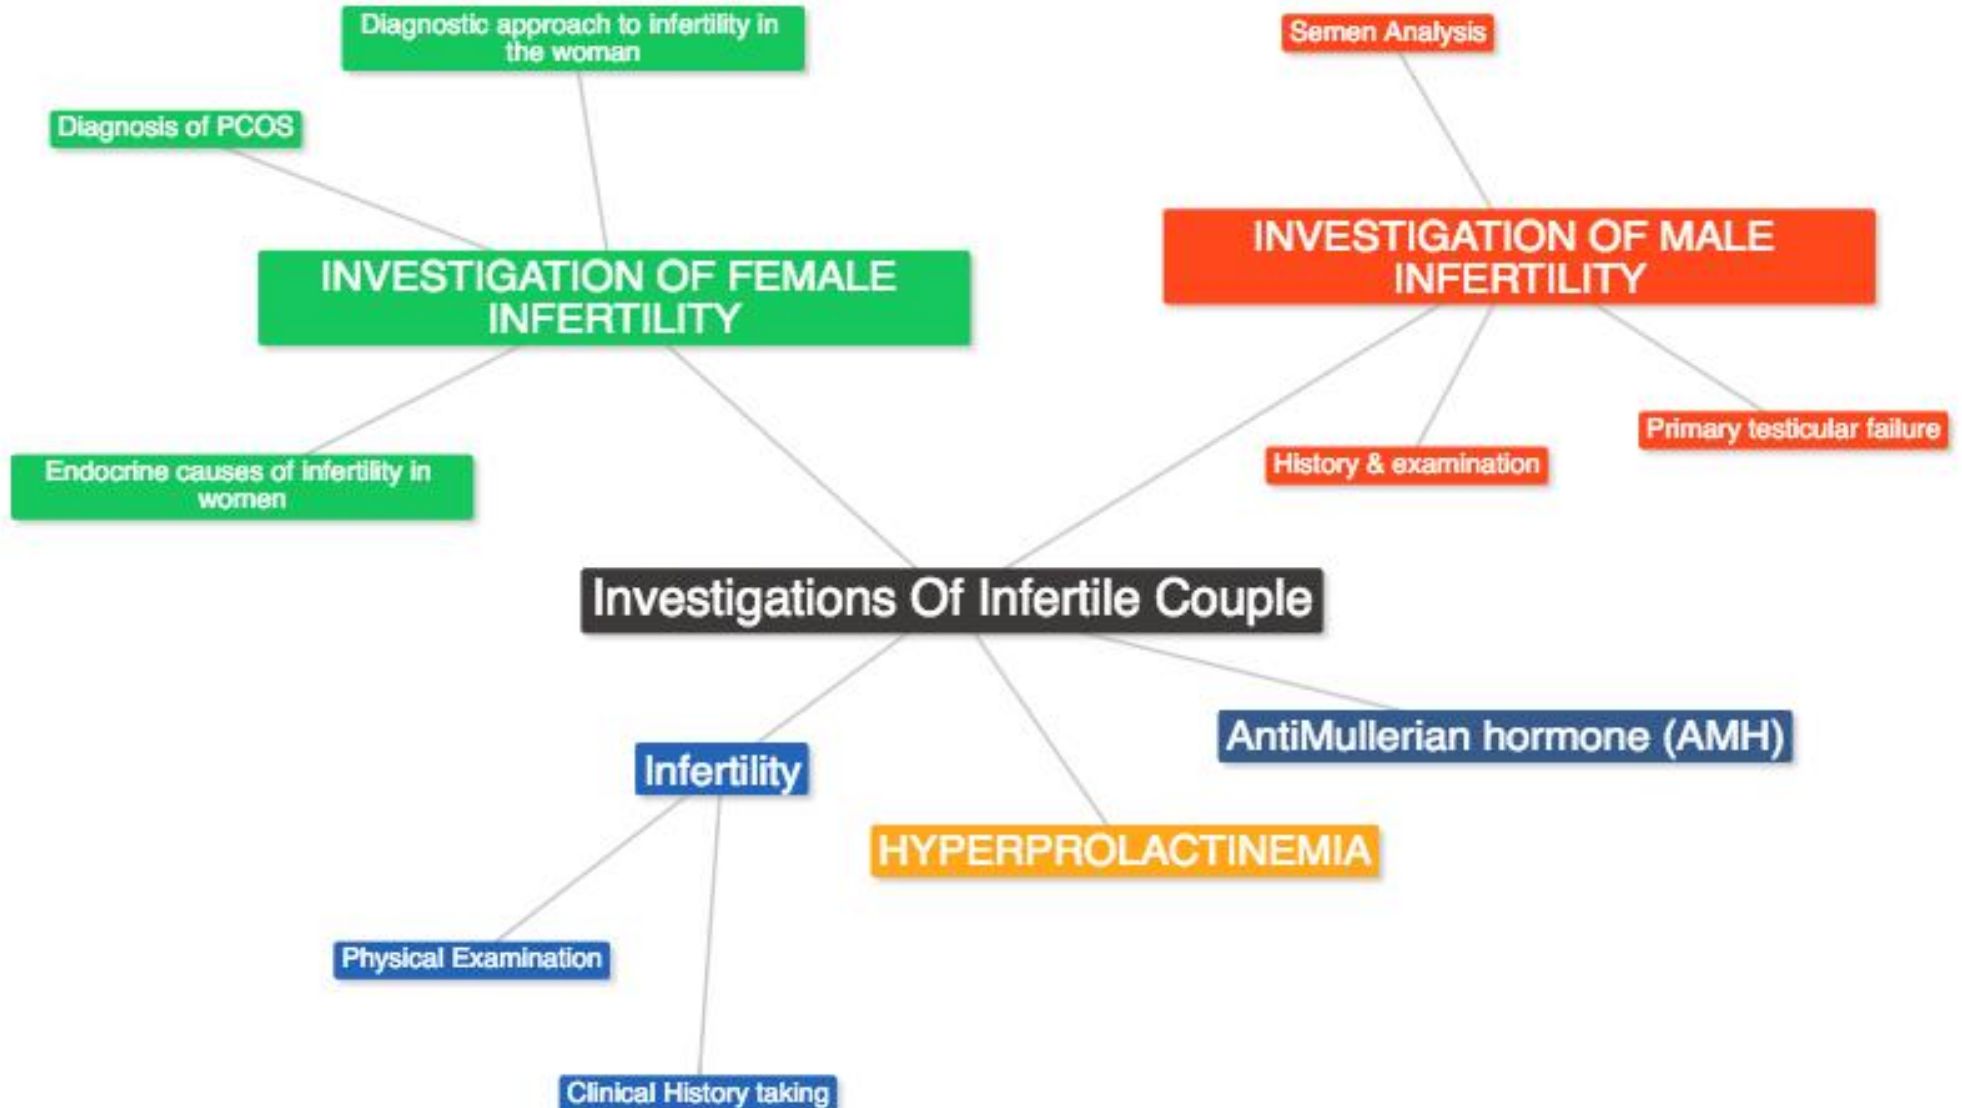 Diagnostic approach to infertility in
the woman
Semen Analysis
Diagnosis of PCOS
INVESTIGATION OF FEMALE
INFERTILITY
INVESTIGATION OF MALE
INFERTILITY
Primary testicular failure
History & examination
Endocrine causes of infertility in
women
Investigations Of Infertile Couple
AntiMullerian hormone (AMH)
Infertility
HYPERPROLACTINEMIA
Physical Examination
Clinical History taking